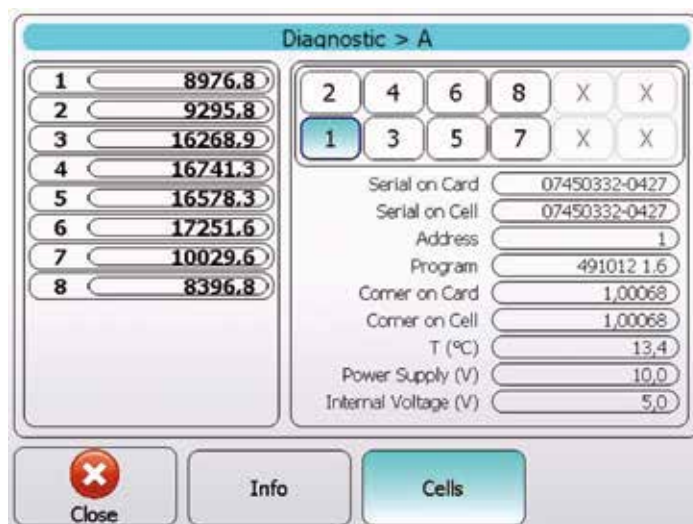 Diagnostic > A
1 8976.8
2 9295.8
3 16268.9
4 16741.3
5 16578.3
6 17251.6
7 10029.6
8 8396.8
2 4 6 8 X X
1 3 5 7 X X
Serial on Card 07450332-0427
Serial on Cell 07450332-0427
Address 1
Program 491012 1.6
Corner on Card 1,00068
Corner on Cell 1,00068
T (ºC) 13,4
Power Supply (V) 10,0
Internal Voltage (V) 5,0
Close
Info
Cells